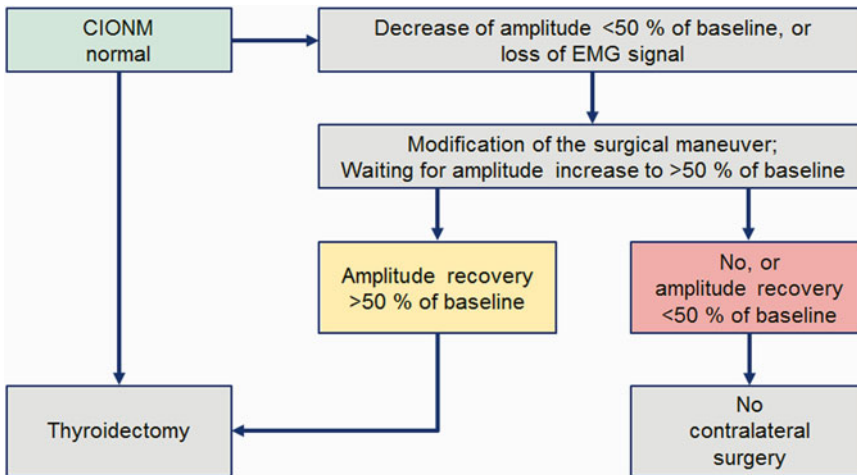 CIONM
normal
Decrease of amplitude <50 % of baseline, or
loss of EMG signal
Modification of the surgical maneuver;
Waiting for amplitude increase to >50 % of baseline
Amplitude recovery
>50 % of baseline
No, or
amplitude recovery
<50 % of baseline
Thyroidectomy
No
contralateral
surgery